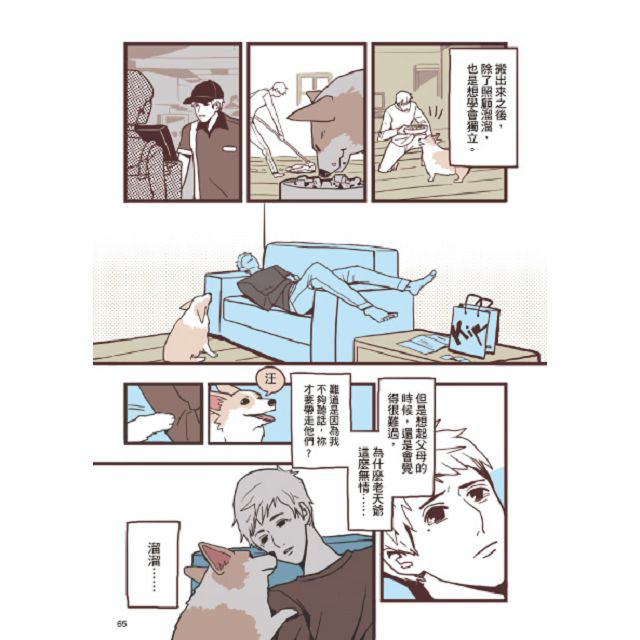 搬出來之後，
除了照顧溜溜，
也是想學會獨立。
Kip
但是想起父母的
時候，還是會覺
得很難過，
為什麼老天爺
這麼無情……
難道是因為我
不夠聽話，祢
才要帶走他們？
汪
溜溜……
65